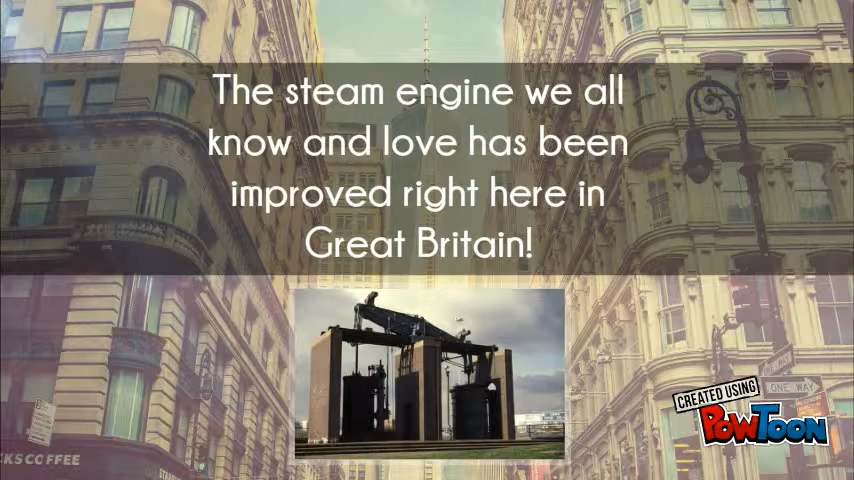 The steam engine we all
know and love has been
improved right here in
Great Britain!
CREATED USING
POWTOON
ONE WAY
KS COFFEE